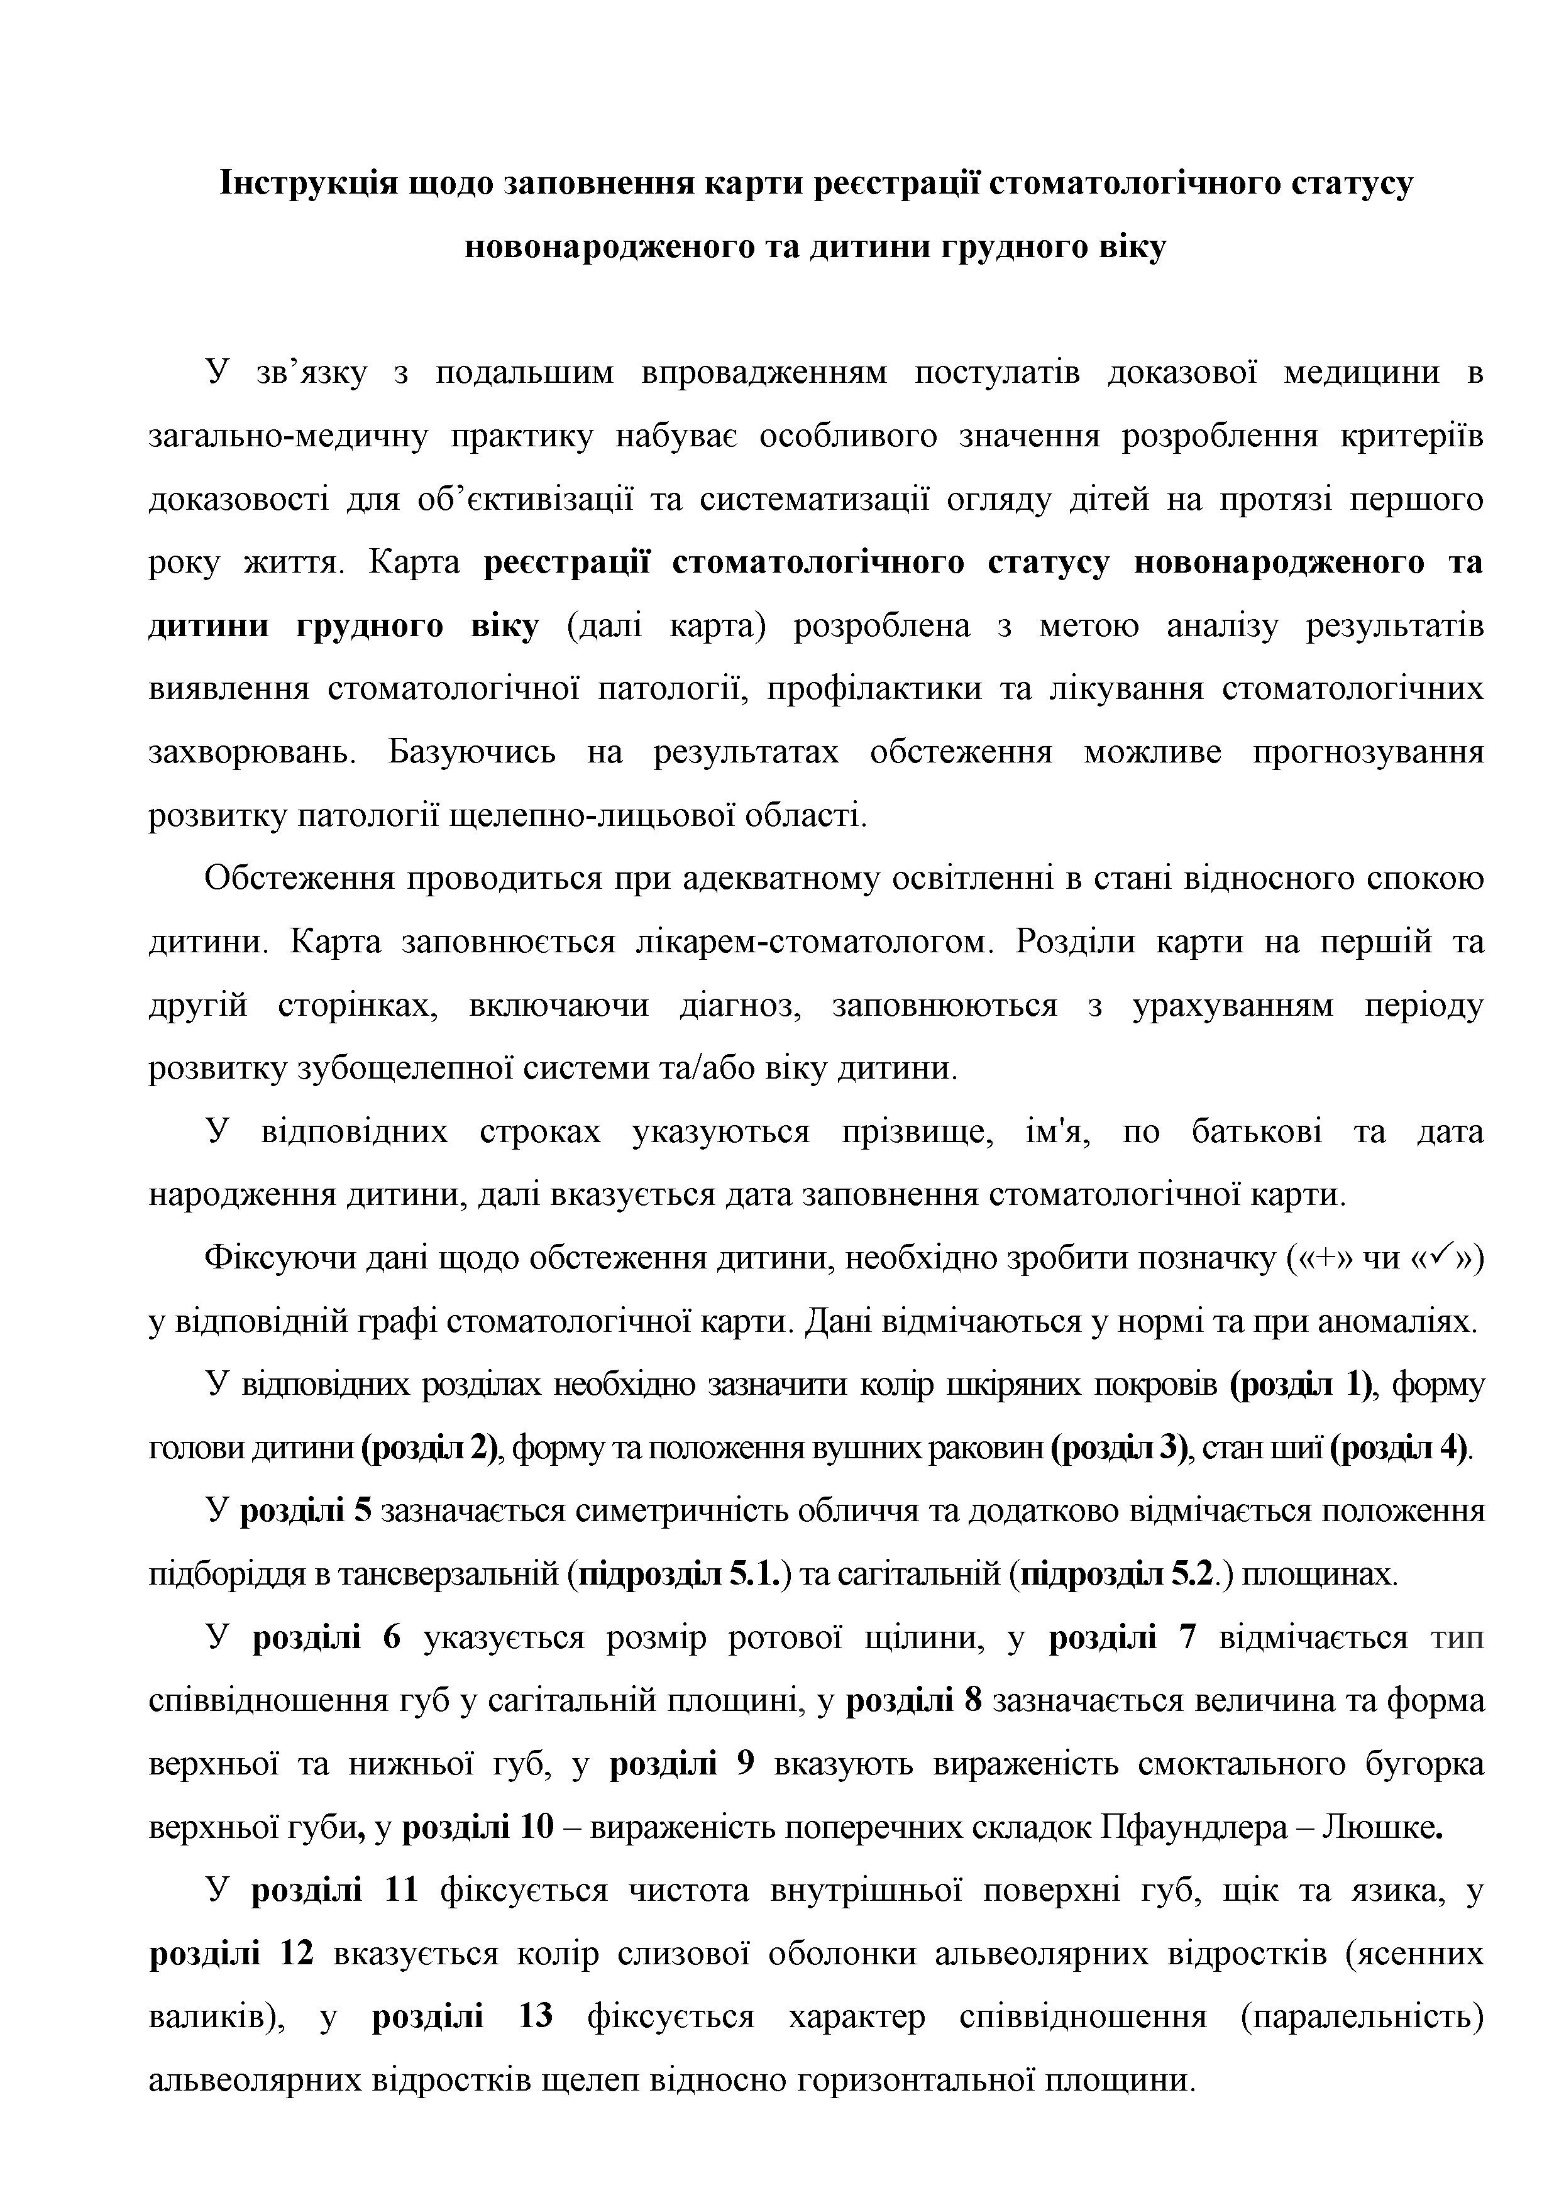 Інструкція щодо заповнення карти реєстрації стоматологічного статусу
новонародженого та дитини грудного віку
У зв’язку з подальшим впровадженням постулатів доказової медицини в
загально-медичну практику набуває особливого значення розроблення критеріїв
доказовості для об’єктивізації та систематизації огляду дітей на протязі першого
року життя. Карта реєстрації стоматологічного статусу новонародженого та
дитини грудного віку (далі карта) розроблена з метою аналізу результатів
виявлення стоматологічної патології, профілактики та лікування стоматологічних
захворювань. Базуючись на результатах обстеження можливе прогнозування
розвитку патології щелепно-лицьової області.
Обстеження проводиться при адекватному освітленні в стані відносного спокою
дитини. Карта заповнюється лікарем-стоматологом. Розділи карти на першій та
другій сторінках, включаючи діагноз, заповнюються з урахуванням періоду
розвитку зубощелепної системи та/або віку дитини.
У відповідних строках указуються прізвище, ім'я, по батькові та дата
народження дитини, далі вказується дата заповнення стоматологічної карти.
Фіксуючи дані щодо обстеження дитини, необхідно зробити позначку («+» чи «✓»)
у відповідній графі стоматологічної карти. Дані відмічаються у нормі та при аномаліях.
У відповідних розділах необхідно зазначити колір шкіряних покровів (розділ 1), форму
голови дитини (розділ 2), форму та положення вушних раковин (розділ 3), стан шиї (розділ 4).
У розділі 5 зазначається симетричність обличчя та додатково відмічається положення
підборіддя в тансверзальній (підрозділ 5.1.) та сагітальній (підрозділ 5.2.) площинах.
У розділі 6 указується розмір ротової щілини, у розділі 7 відмічається тип
співвідношення губ у сагітальній площині, у розділі 8 зазначається величина та форма
верхньої та нижньої губ, у розділі 9 вказують вираженість смоктального бугорка
верхньої губи, у розділі 10 – вираженість поперечних складок Пфаундлера – Люшке.
У розділі 11 фіксується чистота внутрішньої поверхні губ, щік та язика, у
розділі 12 вказується колір слизової оболонки альвеолярних відростків (ясенних
валиків), у розділі 13 фіксується характер співвідношення (паралельність)
альвеолярних відростків щелеп відносно горизонтальної площини.